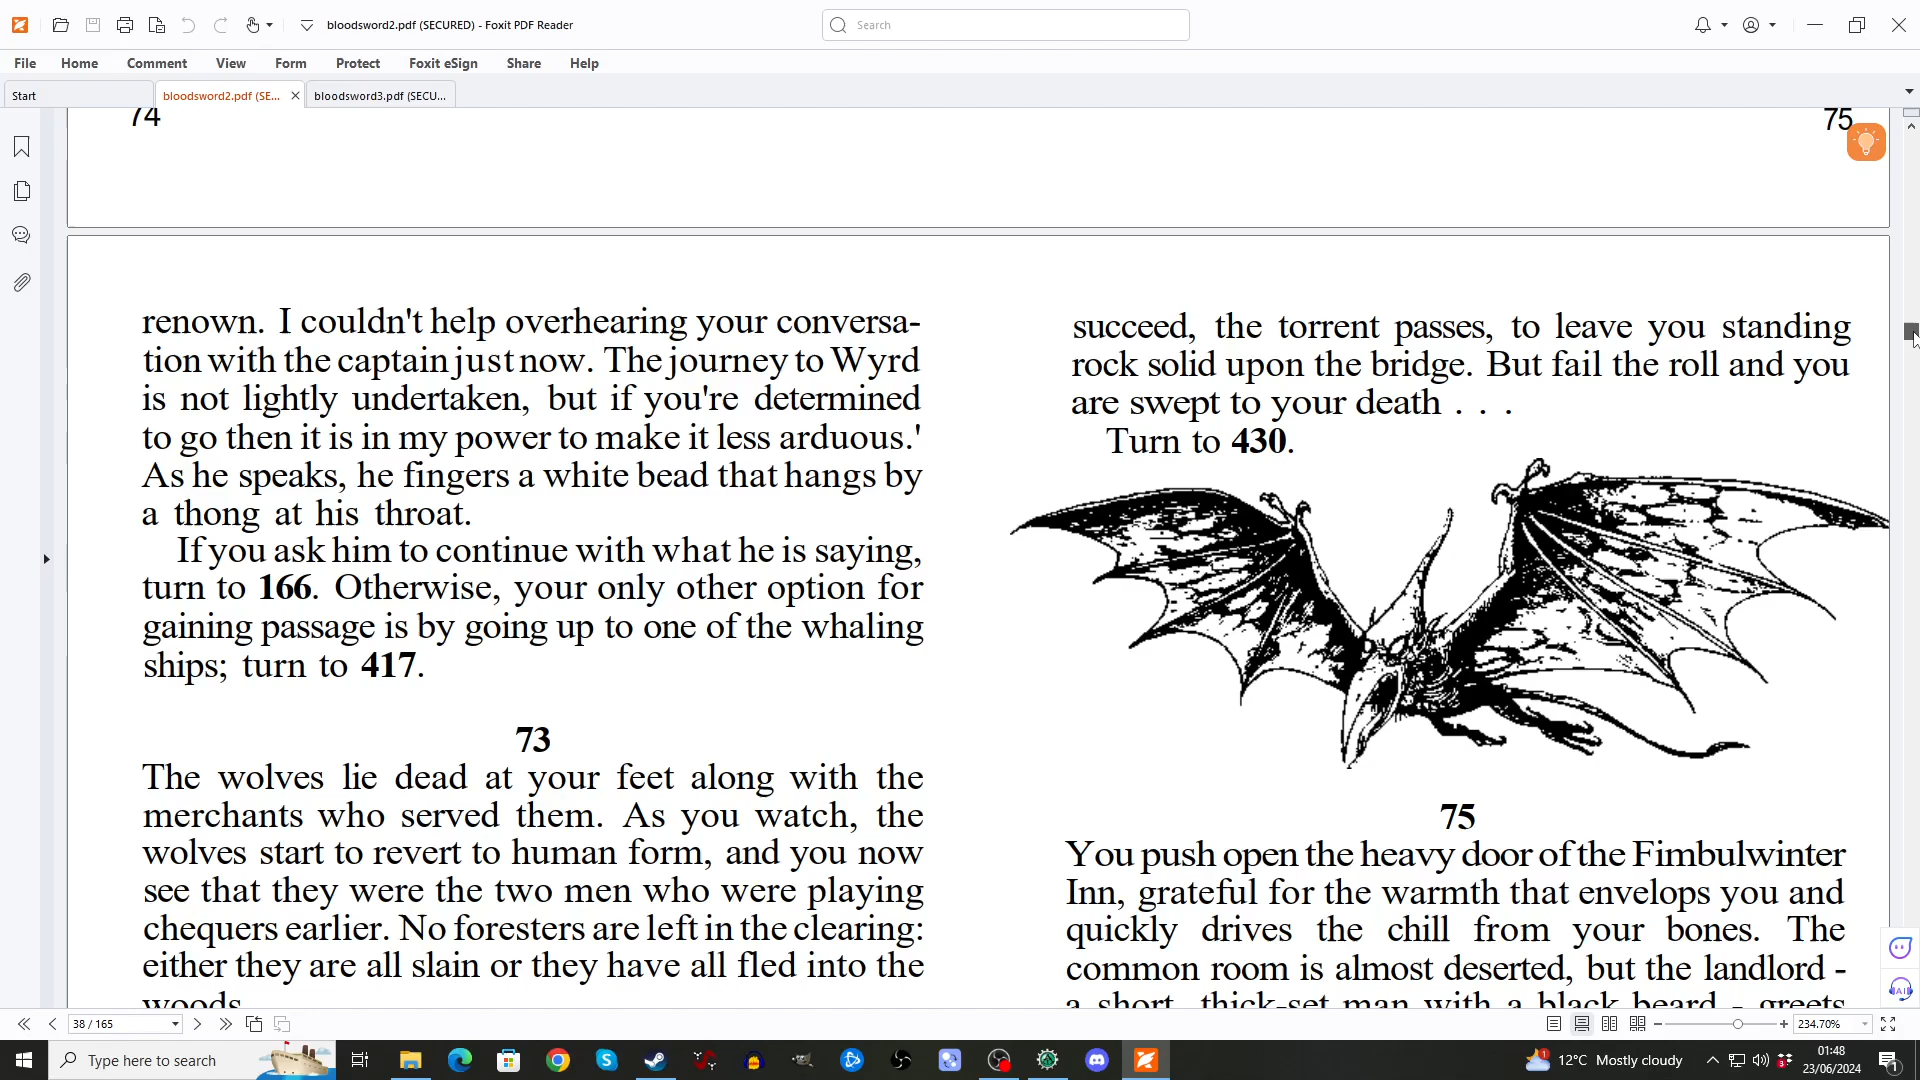 bloodsword2.pdf (SECURED) - Foxit PDF Reader
Search
File Home Comment View Form Protect Foxit eSign Share Help
Start
bloodsword2.pdf (SE...
bloodsword3.pdf (SECU...
74
75
renown. I couldn't help overhearing your conversa-
tion with the captain just now. The journey to Wyrd
is not lightly undertaken, but if you're determined
to go then it is in my power to make it less arduous.'
As he speaks, he fingers a white bead that hangs by
a thong at his throat.
If you ask him to continue with what he is saying,
turn to 166. Otherwise, your only other option for
gaining passage is by going up to one of the whaling
ships; turn to 417.
73
The wolves lie dead at your feet along with the
merchants who served them. As you watch, the
wolves start to revert to human form, and you now
see that they were the two men who were playing
chequers earlier. No foresters are left in the clearing:
either they are all slain or they have all fled into the
woods.
succeed, the torrent passes, to leave you standing
rock solid upon the bridge. But fail the roll and you
are swept to your death . . .
Turn to 430.
75
You push open the heavy door of the Fimbulwinter
Inn, grateful for the warmth that envelops you and
quickly drives the chill from your bones. The
common room is almost deserted, but the landlord -
a short, thick-set man with a black beard - greets
38 / 165
234.70%
Type here to search
12°C Mostly cloudy
01:48
23/06/2024